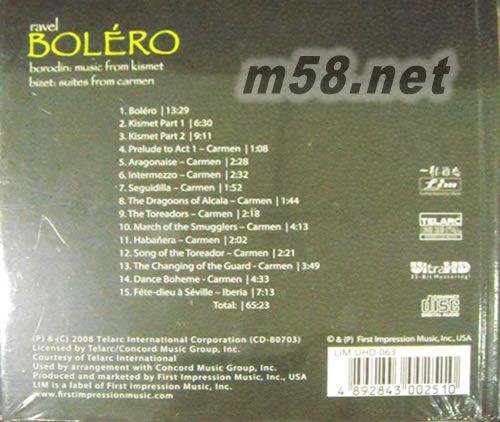 ravel
BOLÉRO
borodin: music from kismet
bizet: suites from carmen
m58.net
1. Boléro | 13:29
2. Kismet Part 1 | 6:30
3. Kismet Part 2 | 9:11
4. Prelude to Act 1 – Carmen | 1:08
5. Aragonaise – Carmen | 2:28
6. Intermezzo – Carmen | 2:32
7. Seguidilla – Carmen | 1:52
8. The Dragoons of Alcala – Carmen | 1:44
9. The Toreadors – Carmen | 2:18
10. March of the Smugglers – Carmen | 4:13
11. Habañera – Carmen | 2:02
12. Song of the Toreador – Carmen | 2:21
13. The Changing of the Guard - Carmen | 3:49
14. Dance Boheme - Carmen | 4:33
15. Fête-dieu à Séville – Iberia | 7:13
Total: | 65:23
lim
TELARC
UltraHD
32-Bit Mastering!
disc
DIGITAL AUDIO
(P) & (C) 2008 Telarc International Corporation (CD-80703)
Licensed by Telarc/Concord Music Group, Inc.
Courtesy of Telarc International
Used by arrangement with Concord Music Group, Inc.
Produced and marketed by First Impression Music, Inc., USA
LIM is a label of First Impression Music, Inc.
www.firstimpressionmusic.com
© & (P) First Impression Music, Inc., USA
LIM UHD 063
4 892843 002510